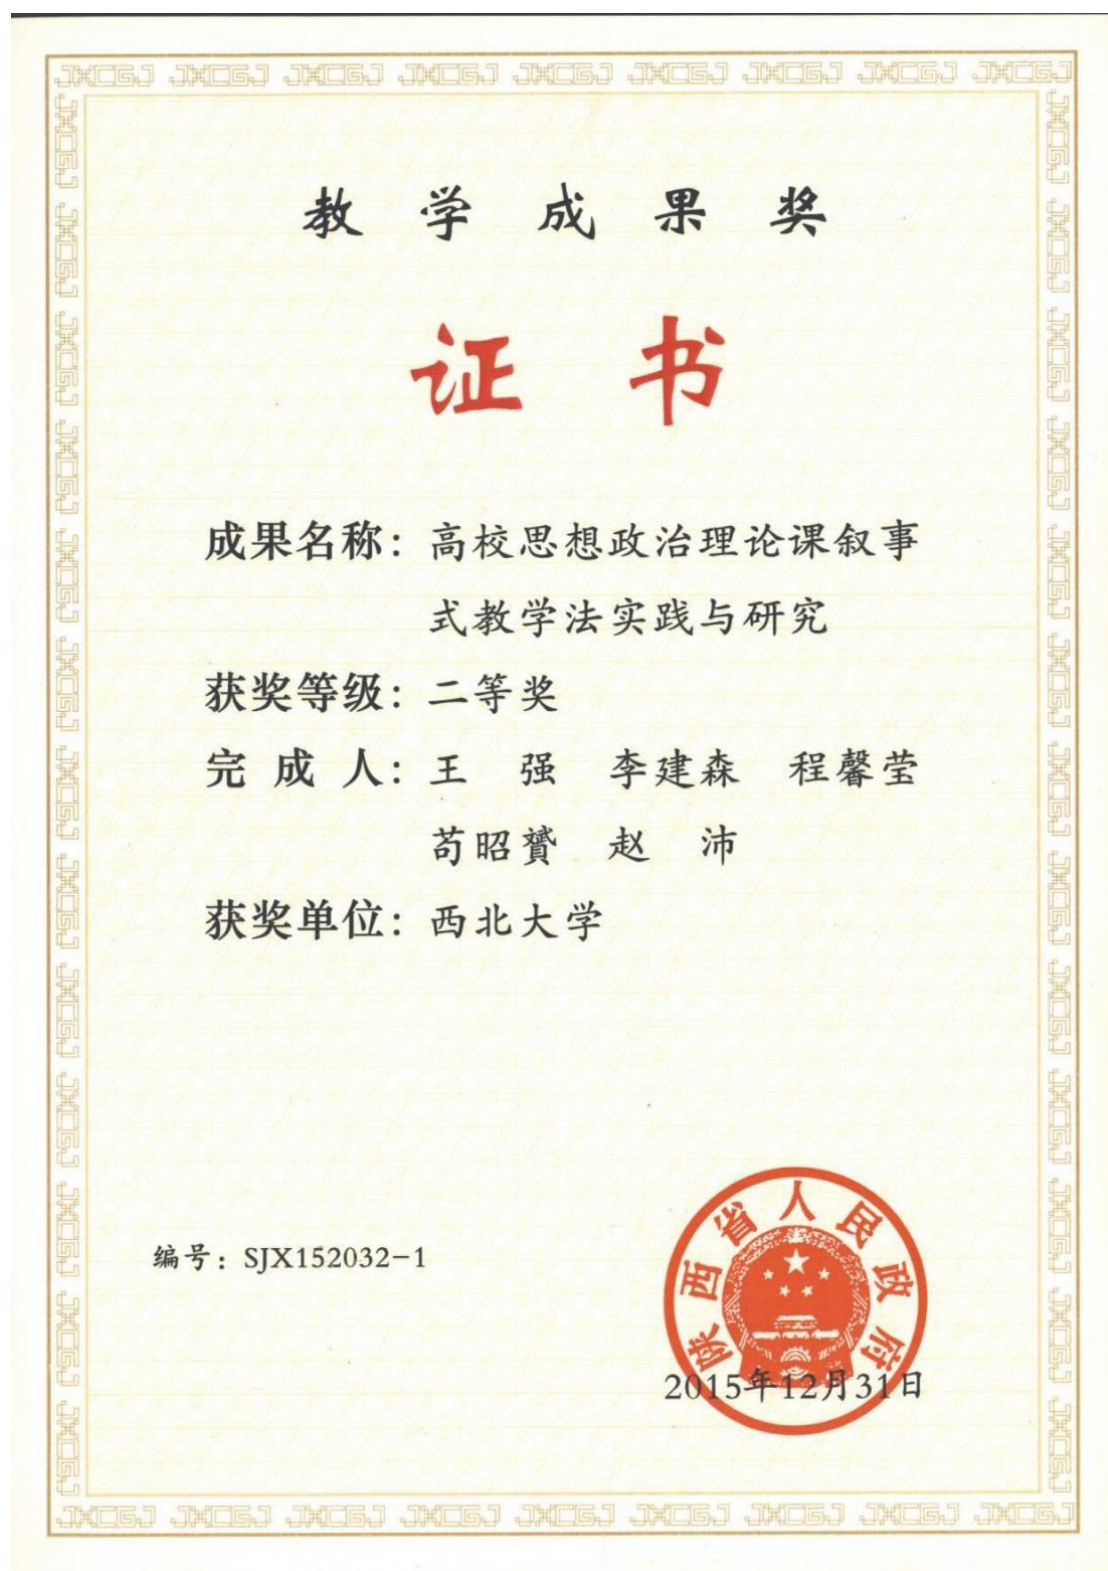 教学成果奖
证书
成果名称：高校思想政治理论课叙事
式教学法实践与研究
获奖等级：二等奖
完成人：王强 李建森 程馨莹
苟昭赟 赵沛
获奖单位：西北大学
编号：SJX152032-1
陕西省人民政府
2015年12月31日